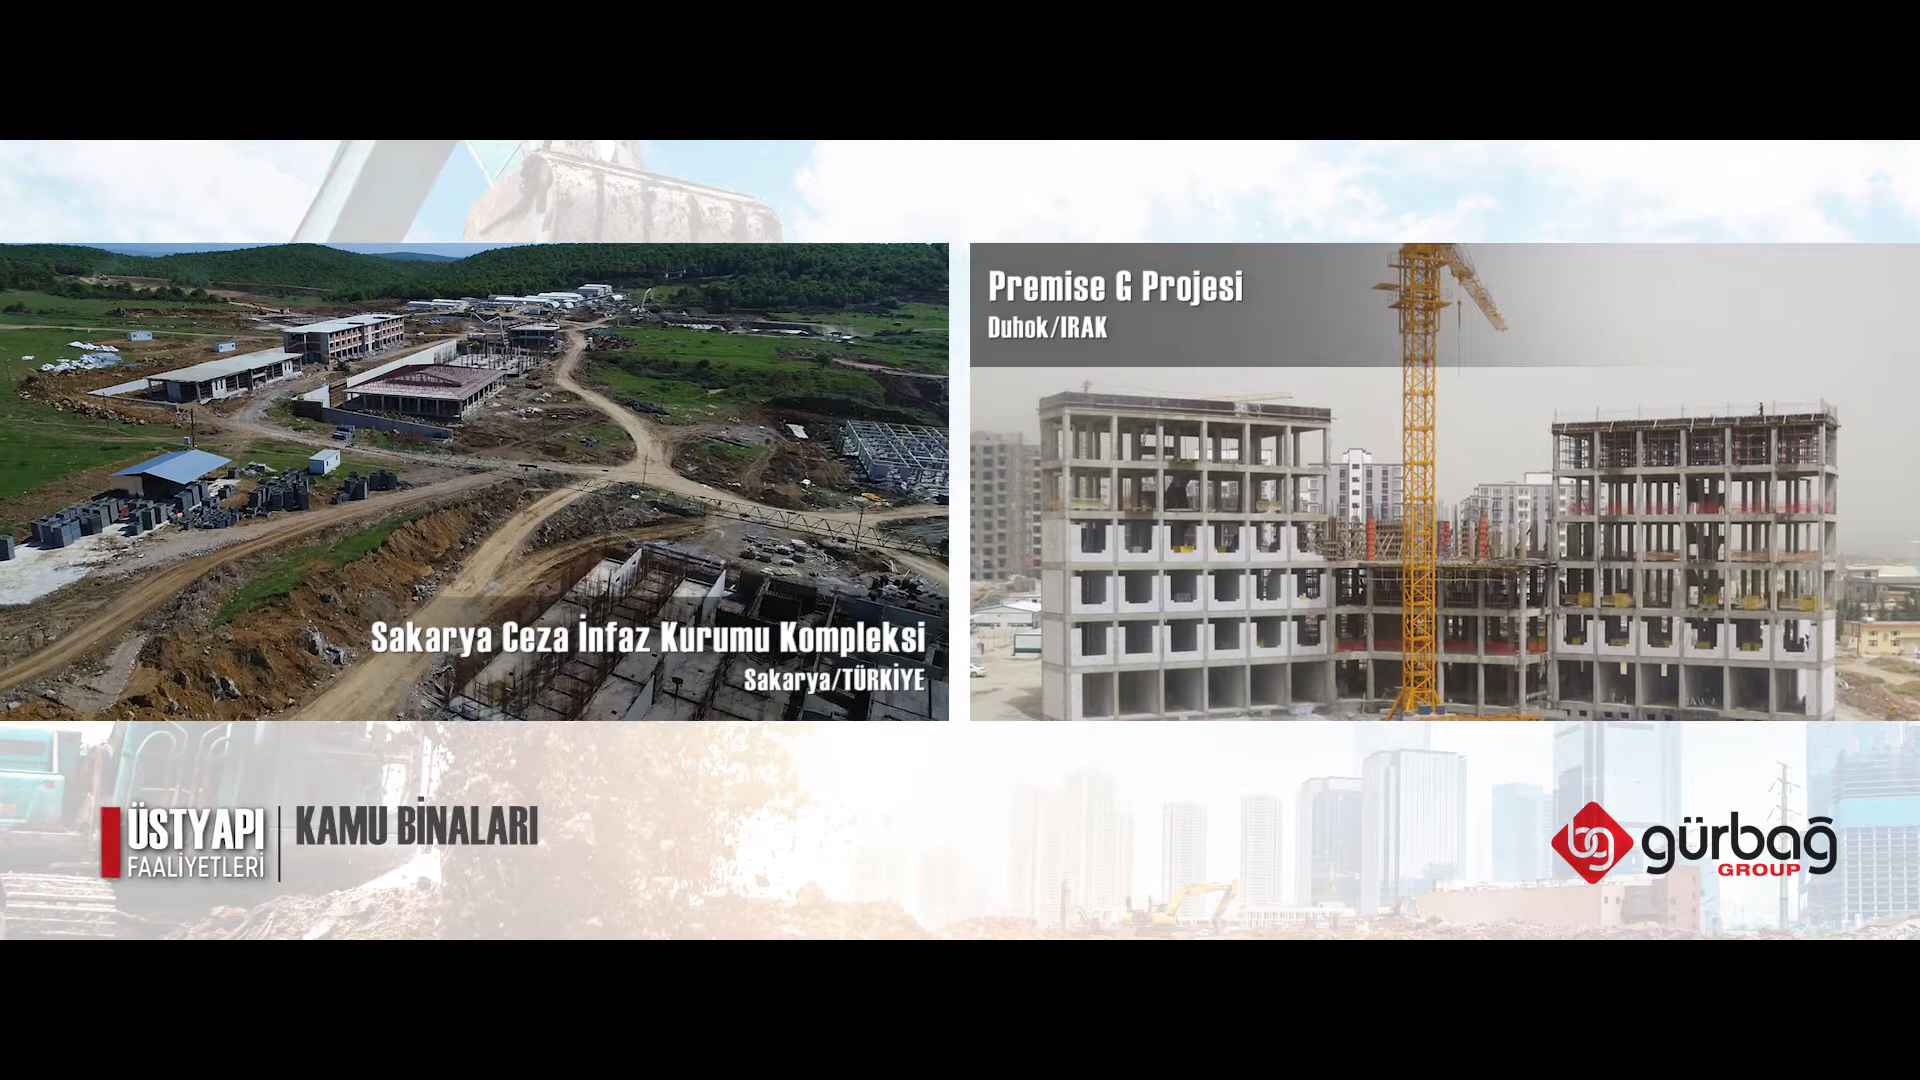 Premise G Projesi
Duhok/IRAK
Sakarya Ceza İnfaz Kurumu Kompleksi
Sakarya/TÜRKİYE
ÜSTYAPI
FAALİYETLERİ
KAMU BİNALARI
bg gürbağ
GROUP